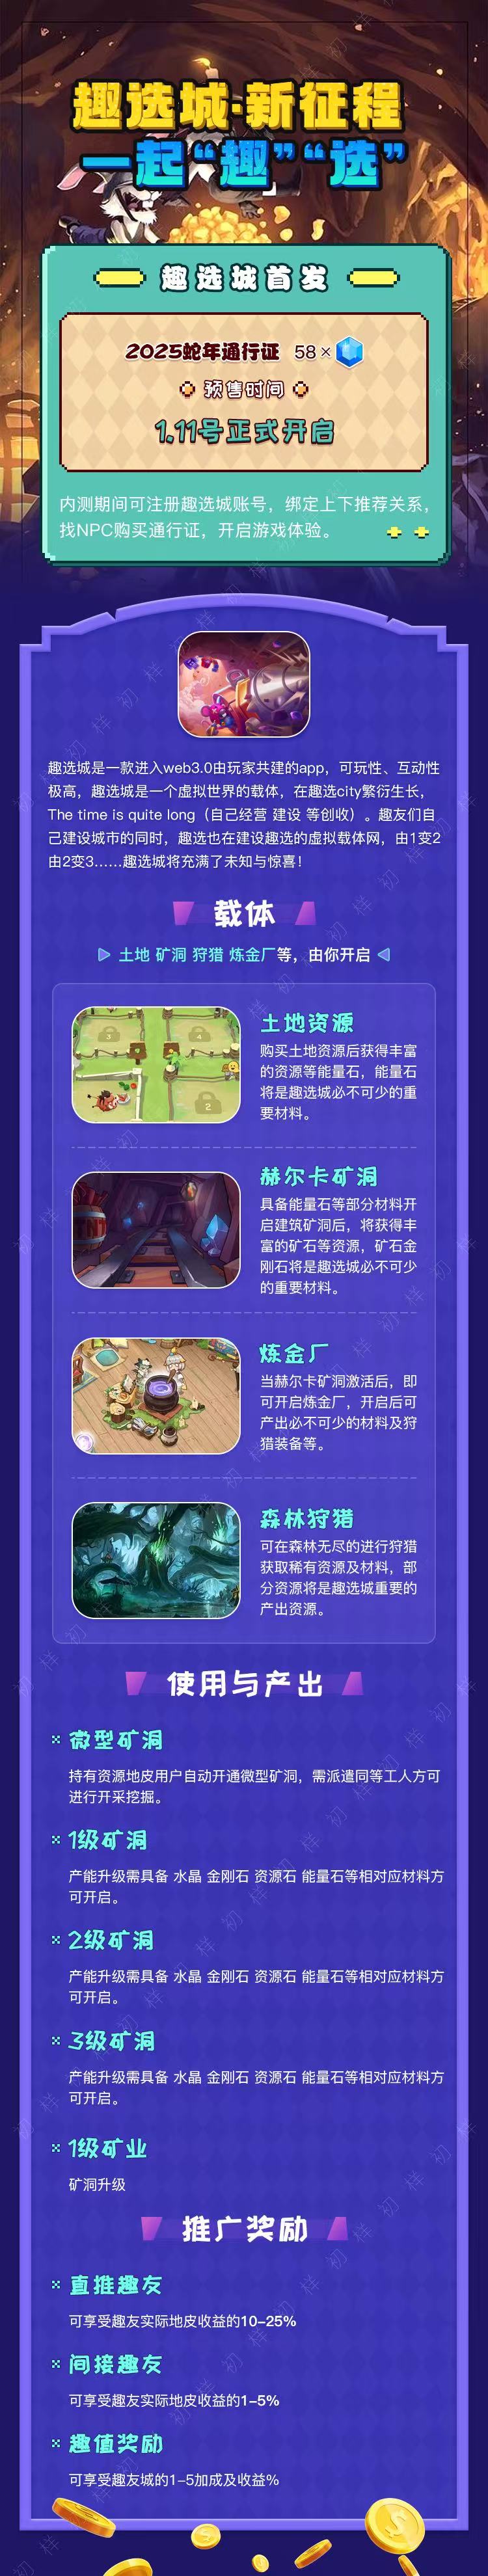 趣选城·新征程
一起“趣”“选”
趣选城首发
2025蛇年通行证 58×
预售时间
1.11号正式开启
内测期间可注册趣选城账号，绑定上下推荐关系，
找NPC购买通行证，开启游戏体验。
趣选城是一款进入web3.0由玩家共建的app，可玩性、互动性
极高，趣选城是一个虚拟世界的载体，在趣选city繁衍生长，
The time is quite long（自己经营 建设 等创收）。趣友们自
己建设城市的同时，趣选也在建设趣选的虚拟载体网，由1变2
由2变3......趣选城将充满了未知与惊喜！
载体
土地 矿洞 狩猎 炼金厂等，由你开启
3
4
2
土地资源
购买土地资源后获得丰富
的资源等能量石，能量石
将是趣选城必不可少的重
要材料。
赫尔卡矿洞
具备能量石等部分材料开
启建筑矿洞后，将获得丰
富的矿石等资源，矿石金
刚石将是趣选城必不可少
的重要材料。
炼金厂
当赫尔卡矿洞激活后，即
可开启炼金厂，开启后可
产出必不可少的材料及狩
猎装备等。
森林狩猎
可在森林无尽的进行狩猎
获取稀有资源及材料，部
分资源将是趣选城重要的
产出资源。
使用与产出
微型矿洞
持有资源地皮用户自动开通微型矿洞，需派遣同等工人方可
进行开采挖掘。
1级矿洞
产能升级需具备 水晶 金刚石 资源石 能量石等相对应材料方
可开启。
2级矿洞
产能升级需具备 水晶 金刚石 资源石 能量石等相对应材料方
可开启。
3级矿洞
产能升级需具备 水晶 金刚石 资源石 能量石等相对应材料方
可开启。
1级矿业
矿洞升级
推广奖励
直推趣友
可享受趣友实际地皮收益的10-25%
间接趣友
可享受趣友实际地皮收益的1-5%
趣值奖励
可享受趣友城的1-5加成及收益%
初样